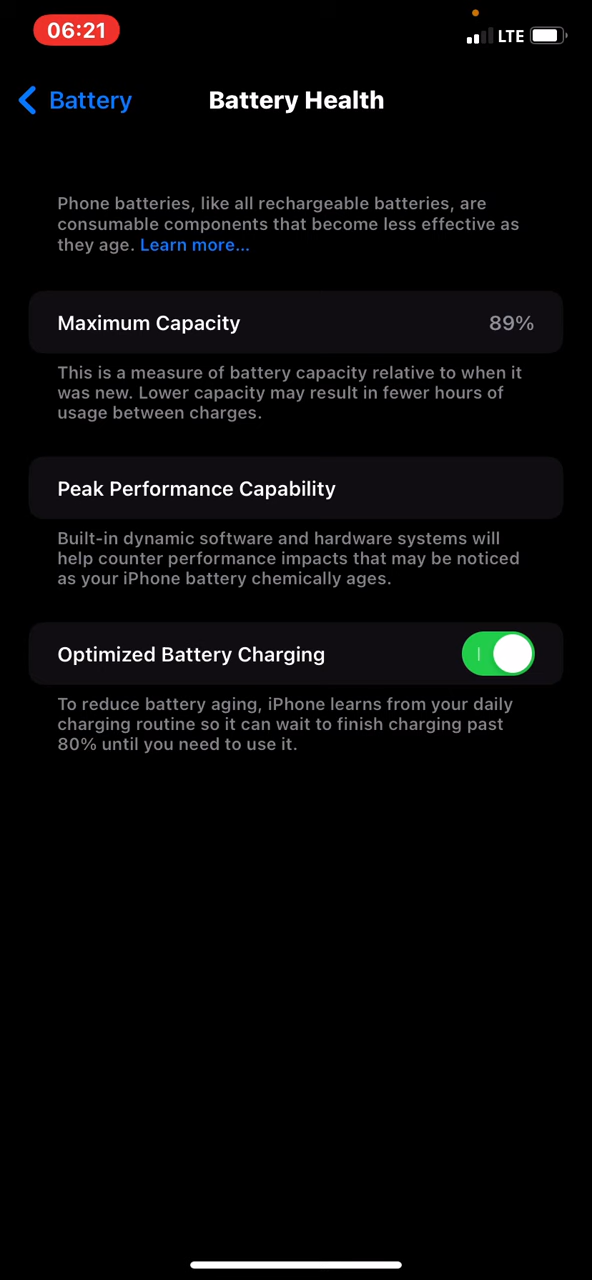 06:21
LTE
Battery
Battery Health
Phone batteries, like all rechargeable batteries, are
consumable components that become less effective as
they age. Learn more...
Maximum Capacity
89%
This is a measure of battery capacity relative to when it
was new. Lower capacity may result in fewer hours of
usage between charges.
Peak Performance Capability
Built-in dynamic software and hardware systems will
help counter performance impacts that may be noticed
as your iPhone battery chemically ages.
Optimized Battery Charging
To reduce battery aging, iPhone learns from your daily
charging routine so it can wait to finish charging past
80% until you need to use it.